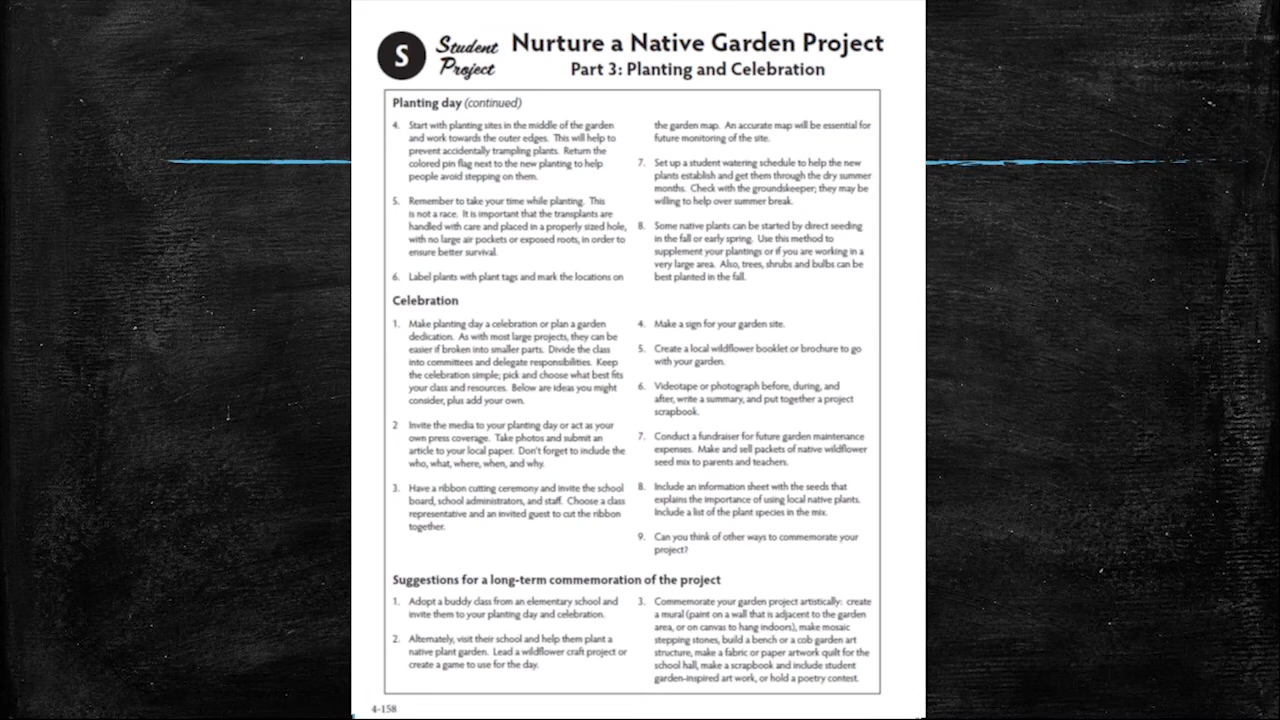 S
Student
Project
Nurture a Native Garden Project
Part 3: Planting and Celebration
Planting day (continued)
4. Start with planting sites in the middle of the garden
and work towards the outer edges. This will help to
prevent accidentally trampling plants. Return the
colored pin flag next to the new planting to help
people avoid stepping on them.
5. Remember to take your time while planting. This
is not a race. It is important that the transplants are
handled with care and placed in a properly sized hole,
with no large air pockets or exposed roots, in order to
ensure better survival.
6. Label plants with plant tags and mark the locations on
the garden map. An accurate map will be essential for
future monitoring of the site.
7. Set up a student watering schedule to help the new
plants establish and get them through the dry summer
months. Check with the groundskeeper; they may be
willing to help over summer break.
8. Some native plants can be started by direct seeding
in the fall or early spring. Use this method to
supplement your plantings or if you are working in a
very large area. Also, trees, shrubs and bulbs can be
best planted in the fall.
Celebration
1. Make planting day a celebration or plan a garden
dedication. As with most large projects, they can be
easier if broken into smaller parts. Divide the class
into committees and delegate responsibilities. Keep
the celebration simple; pick and choose what best fits
your class and resources. Below are ideas you might
consider, plus add your own.
2 Invite the media to your planting day or act as your
own press coverage. Take photos and submit an
article to your local paper. Don't forget to include the
who, what, where, when, and why.
3. Have a ribbon cutting ceremony and invite the school
board, school administrators, and staff. Choose a class
representative and an invited guest to cut the ribbon
together.
4. Make a sign for your garden site.
5. Create a local wildflower booklet or brochure to go
with your garden.
6. Videotape or photograph before, during, and
after, write a summary, and put together a project
scrapbook.
7. Conduct a fundraiser for future garden maintenance
expenses. Make and sell packets of native wildflower
seed mix to parents and teachers.
8. Include an information sheet with the seeds that
explains the importance of using local native plants.
Include a list of the plant species in the mix.
9. Can you think of other ways to commemorate your
project?
Suggestions for a long-term commemoration of the project
1. Adopt a buddy class from an elementary school and
invite them to your planting day and celebration.
2. Alternately, visit their school and help them plant a
native plant garden. Lead a wildflower craft project or
create a game to use for the day.
3. Commemorate your garden project artistically: create
a mural (paint on a wall that is adjacent to the garden
area, or on canvas to hang indoors), make mosaic
stepping stones, build a bench or a cob garden art
structure, make a fabric or paper artwork quilt for the
school hall, make a scrapbook and include student
garden-inspired art work, or hold a poetry contest.
4-158